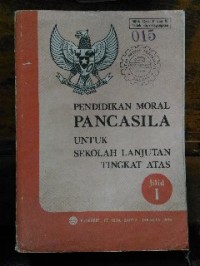 015
PENDIDIKAN MORAL
PANCASILA
UNTUK
SEKOLAH LANJUTAN
TINGKAT ATAS
Jilid
1